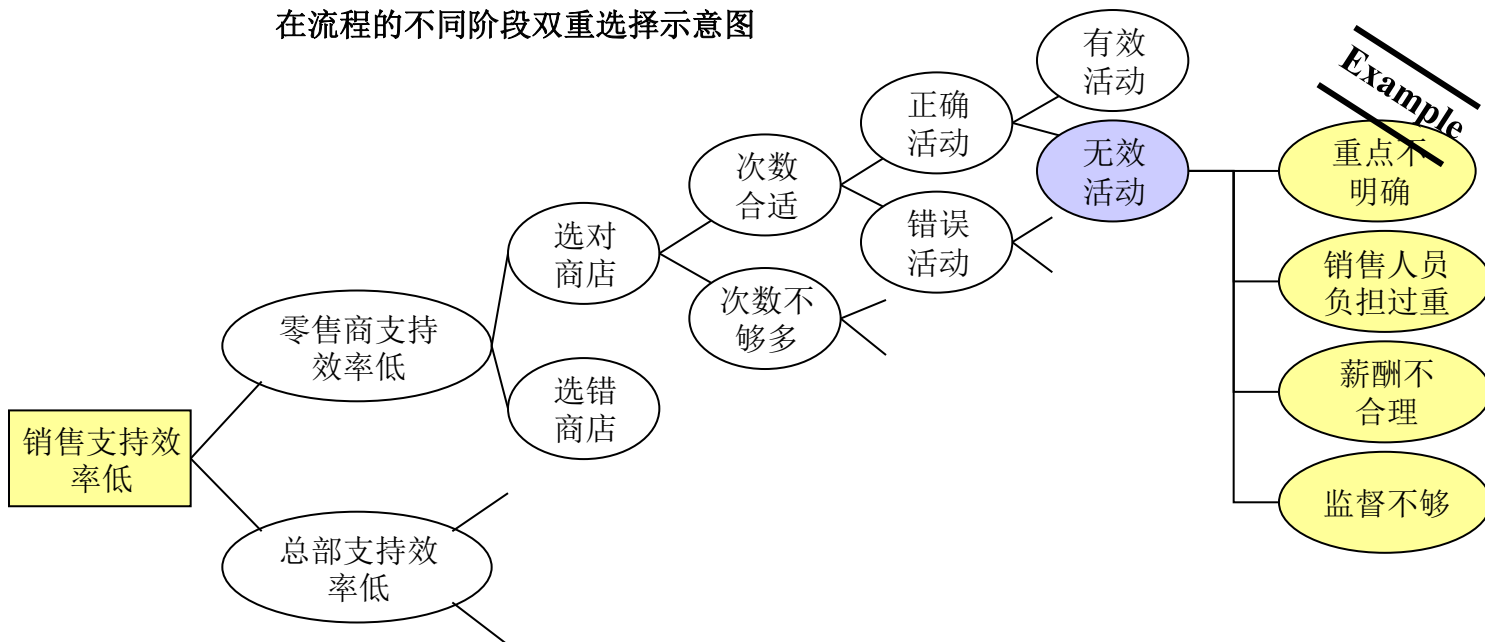 在流程的不同阶段双重选择示意图
Example
有效
活动
正确
活动
无效
活动
重点不
明确
次数
合适
选对
商店
错误
活动
销售人员
负担过重
次数不
够多
零售商支持
效率低
薪酬不
合理
选错
商店
销售支持效
率低
监督不够
总部支持效
率低